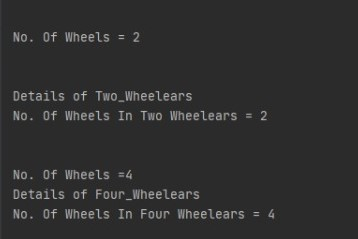 No. Of Wheels = 2
Details of Two_Wheelears
No. Of Wheels In Two Wheelears = 2
No. Of Wheels =4
Details of Four_Wheelears
No. Of Wheels In Four Wheelears = 4